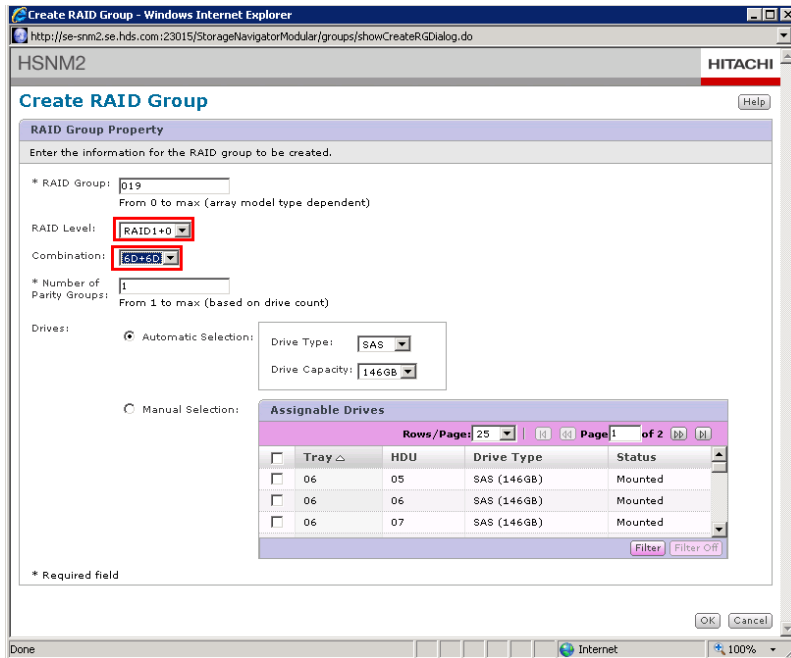 Create RAID Group - Windows Internet Explorer
http://se-snm2.se.hds.com:23015/StorageNavigatorModular/groups/showCreateRGDialog.do
HSNM2
HITACHI
Create RAID Group
Help
RAID Group Property
Enter the information for the RAID group to be created.
* RAID Group: 019
From 0 to max (array model type dependent)
RAID Level: RAID1+0
Combination: 6D+6D
* Number of Parity Groups: 1
From 1 to max (based on drive count)
Drives:
Automatic Selection:
Drive Type: SAS
Drive Capacity: 146GB
Manual Selection:
Assignable Drives
Rows/Page: 25 | Page 1 of 2
Tray HDU Drive Type Status
06 05 SAS (146GB) Mounted
06 06 SAS (146GB) Mounted
06 07 SAS (146GB) Mounted
Filter Filter Off
* Required field
OK Cancel
Done Internet 100%